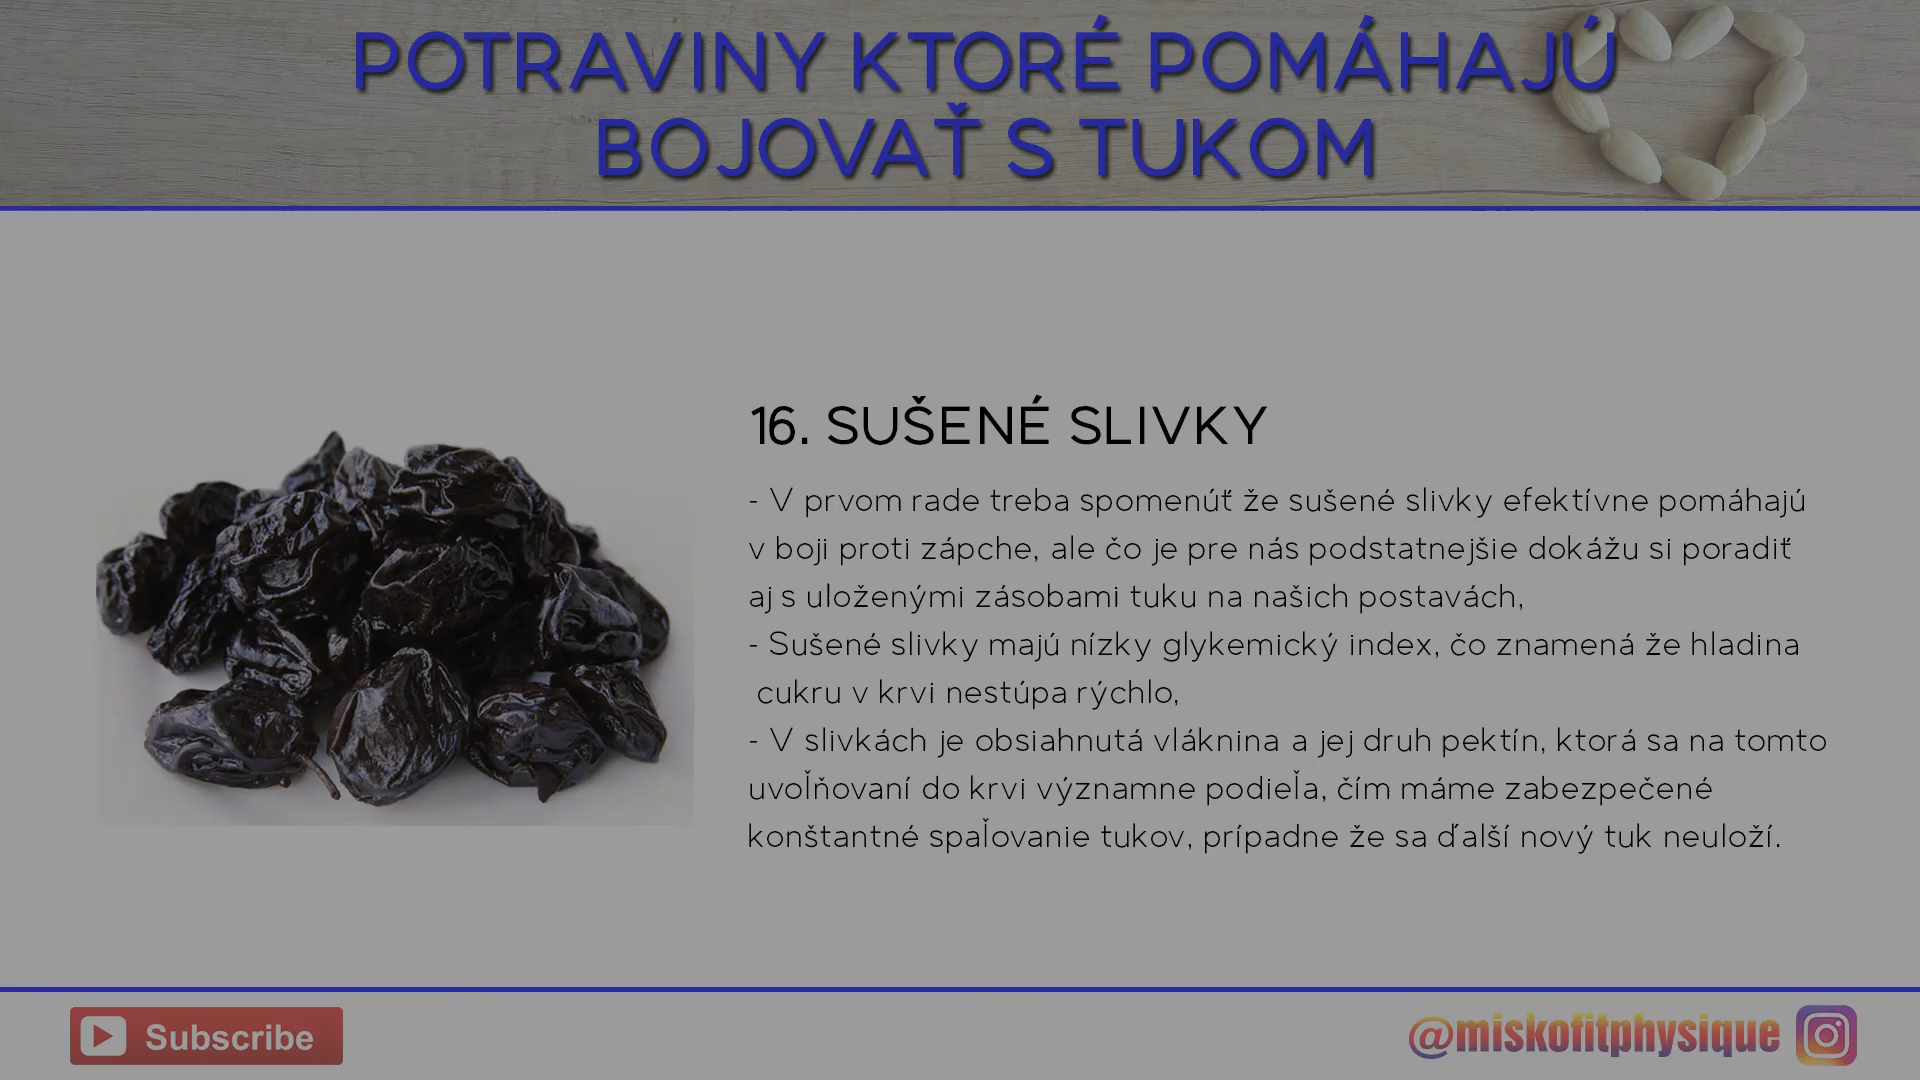 POTRAVINY KTORÉ POMÁHAJÚ
BOJOVAŤ S TUKOM
16. SUŠENÉ SLIVKY
- V prvom rade treba spomenúť že sušené slivky efektívne pomáhajú
v boji proti zápche, ale čo je pre nás podstatnejšie dokážu si poradiť
aj s uloženými zásobami tuku na našich postavách,
- Sušené slivky majú nízky glykemický index, čo znamená že hladina
cukru v krvi nestúpa rýchlo,
- V slivkách je obsiahnutá vláknina a jej druh pektín, ktorá sa na tomto
uvoľňovaní do krvi významne podieľa, čím máme zabezpečené
konštantné spaľovanie tukov, prípadne že sa ďalší nový tuk neuloží.
Subscribe
@miskofitphysique